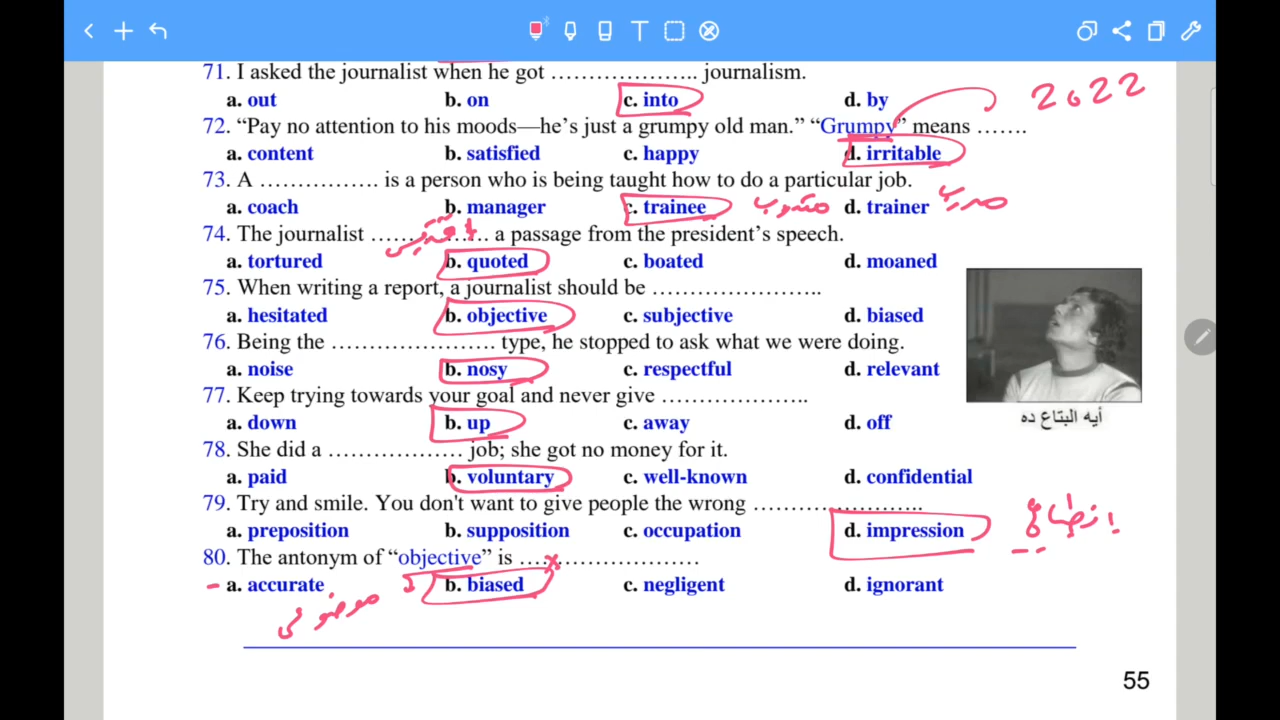 71. I asked the journalist when he got ………………….. journalism.
a. out b. on c. into d. by
2022
72. “Pay no attention to his moods—he’s just a grumpy old man.” “Grumpy” means …….
a. content b. satisfied c. happy d. irritable
73. A ……………. is a person who is being taught how to do a particular job.
a. coach b. manager c. trainee متدرب d. trainer مدرب
74. The journalist ……………….. a passage from the president’s speech.
a. tortured b. quoted c. boated d. moaned
75. When writing a report, a journalist should be …………………..
a. hesitated b. objective c. subjective d. biased
76. Being the …………………. type, he stopped to ask what we were doing.
a. noise b. nosy c. respectful d. relevant
أيه البتاع ده
77. Keep trying towards your goal and never give ………………..
a. down b. up c. away d. off
78. She did a ……………… job; she got no money for it.
a. paid b. voluntary c. well-known d. confidential
79. Try and smile. You don't want to give people the wrong …………………..
a. preposition b. supposition c. occupation d. impression انطباع
80. The antonym of “objective” is ……………………
a. accurate b. biased c. negligent d. ignorant
موضوعى
55